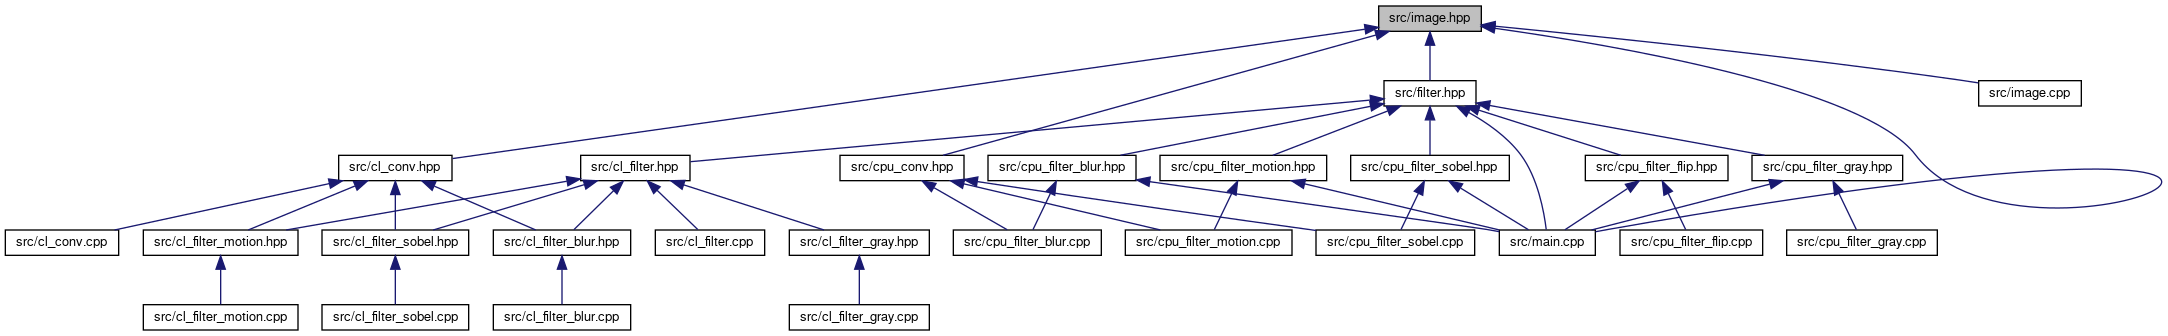 src/image.hpp
src/filter.hpp
src/image.cpp
src/cl_conv.hpp
src/cl_filter.hpp
src/cpu_conv.hpp
src/cpu_filter_blur.hpp
src/cpu_filter_motion.hpp
src/cpu_filter_sobel.hpp
src/cpu_filter_flip.hpp
src/cpu_filter_gray.hpp
src/cl_conv.cpp
src/cl_filter_motion.hpp
src/cl_filter_sobel.hpp
src/cl_filter_blur.hpp
src/cl_filter.cpp
src/cl_filter_gray.hpp
src/cpu_filter_blur.cpp
src/cpu_filter_motion.cpp
src/cpu_filter_sobel.cpp
src/main.cpp
src/cpu_filter_flip.cpp
src/cpu_filter_gray.cpp
src/cl_filter_motion.cpp
src/cl_filter_sobel.cpp
src/cl_filter_blur.cpp
src/cl_filter_gray.cpp